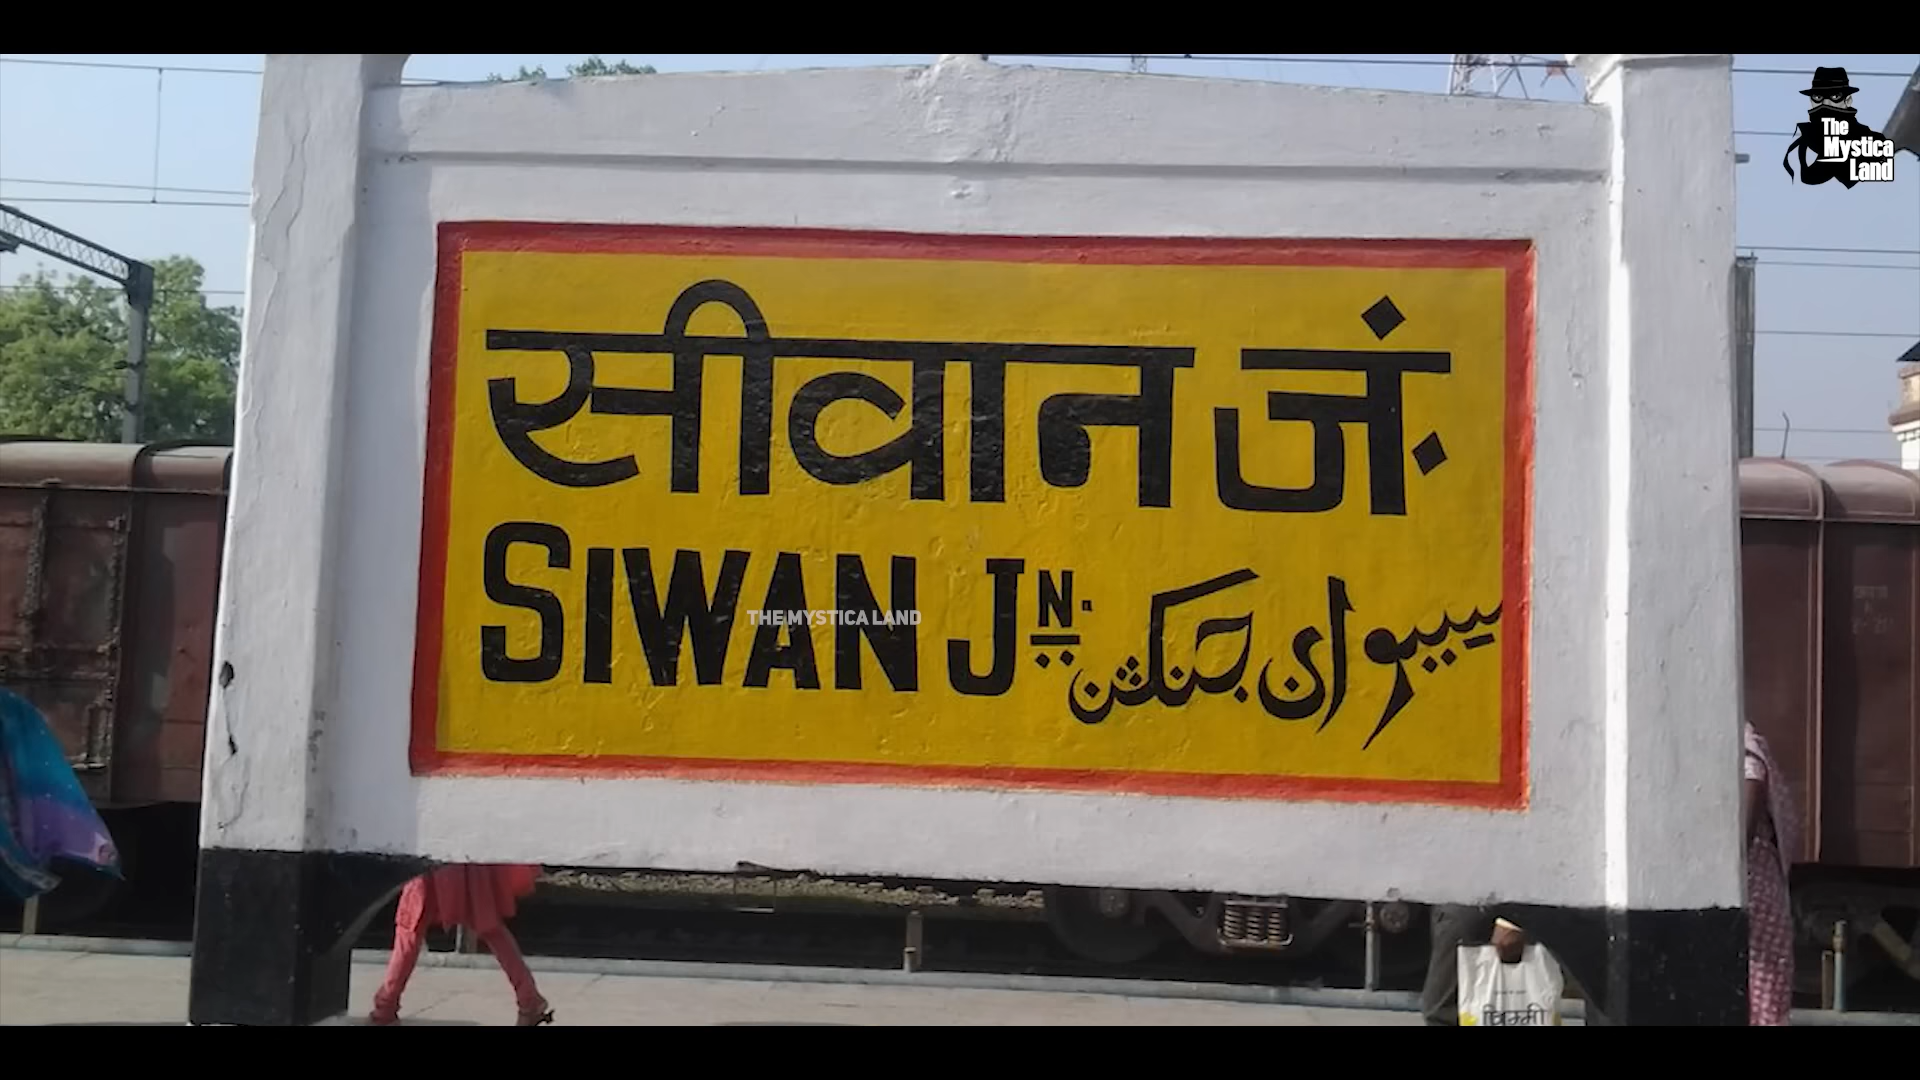 सीवान जं.
SIWAN JN.
سیوان جنکشن
THE MYSTICA LAND
The
Mystica
Land